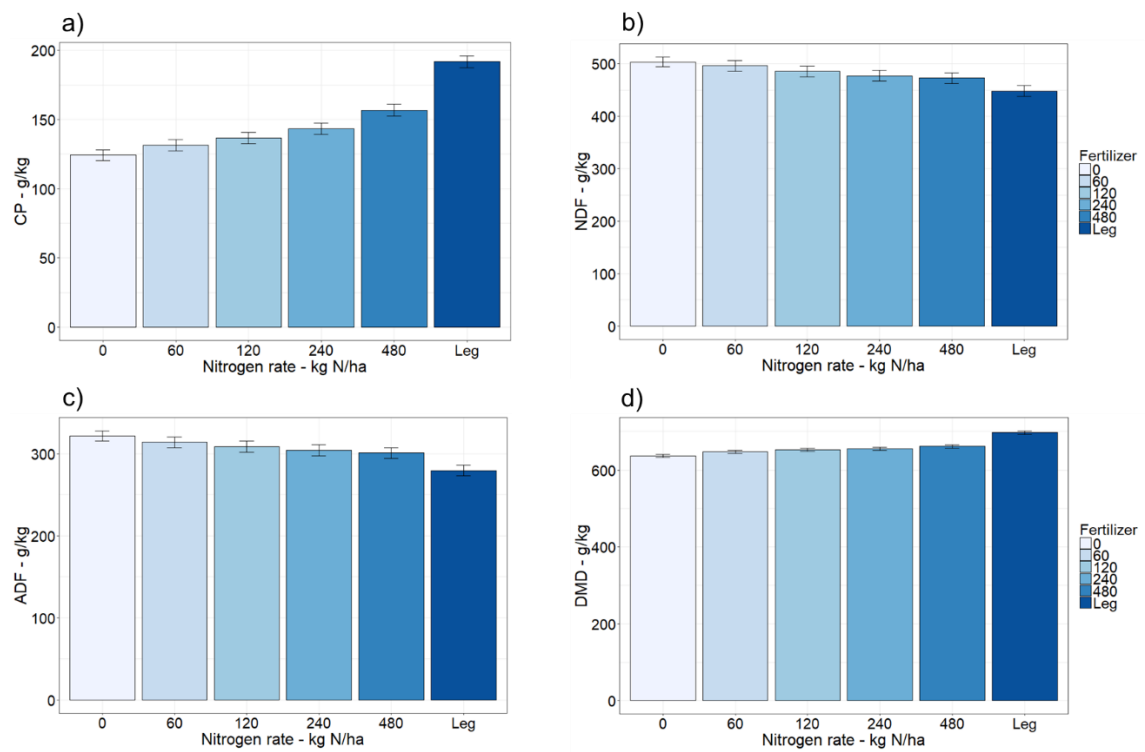 a)
200
150
100
50
0
CP - g/kg
0 60 120 240 480 Leg
Nitrogen rate - kg N/ha
b)
500
400
300
200
100
0
NDF - g/kg
0 60 120 240 480 Leg
Nitrogen rate - kg N/ha
Fertilizer
0
60
120
240
480
Leg
c)
300
200
100
0
ADF - g/kg
0 60 120 240 480 Leg
Nitrogen rate - kg N/ha
d)
600
400
200
0
DMD - g/kg
0 60 120 240 480 Leg
Nitrogen rate - kg N/ha
Fertilizer
0
60
120
240
480
Leg